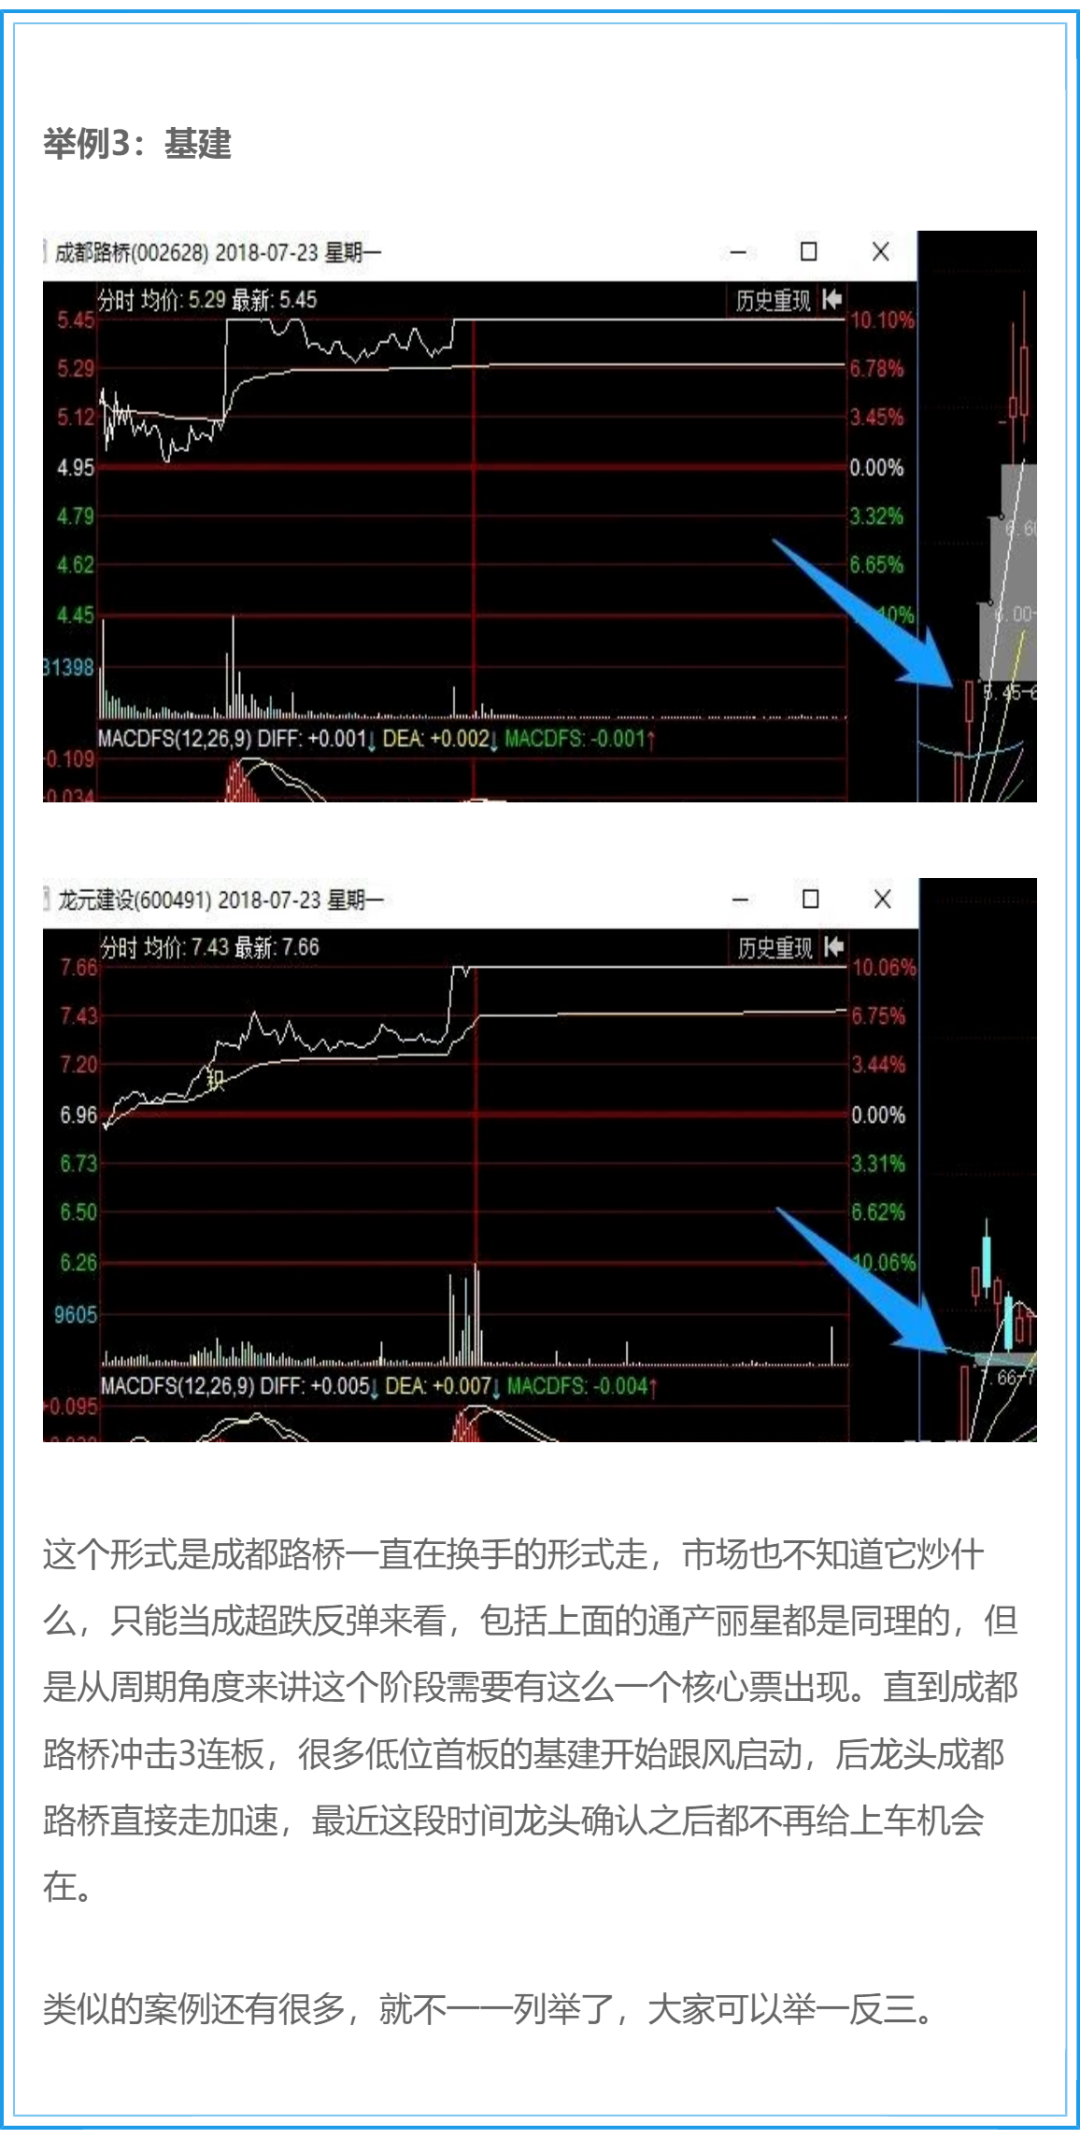 举例3：基建
成都路桥(002628) 2018-07-23 星期一
分时 均价: 5.29 最新: 5.45 历史重现
5.45 10.10%
5.29 6.78%
5.12 3.45%
4.95 0.00%
4.79 3.32%
4.62 6.65%
4.45
31398
MACDFS(12,26,9) DIFF: +0.001↓ DEA: +0.002↓ MACDFS: -0.001↑
龙元建设(600491) 2018-07-23 星期一
分时 均价: 7.43 最新: 7.66 历史重现
7.66 10.06%
7.43 6.75%
7.20 3.44%
积
6.96 0.00%
6.73 3.31%
6.50 6.62%
6.26 10.06%
9605
MACDFS(12,26,9) DIFF: +0.005↓ DEA: +0.007↓ MACDFS: -0.004↑
+0.095
这个形式是成都路桥一直在换手的形式走，市场也不知道它炒什
么，只能当成超跌反弹来看，包括上面的通产丽星都是同理的，但
是从周期角度来讲这个阶段需要有这么一个核心票出现。直到成都
路桥冲击3连板，很多低位首板的基建开始跟风启动，后龙头成都
路桥直接走加速，最近这段时间龙头确认之后都不再给上车机会
在。
类似的案例还有很多，就不一一列举了，大家可以举一反三。